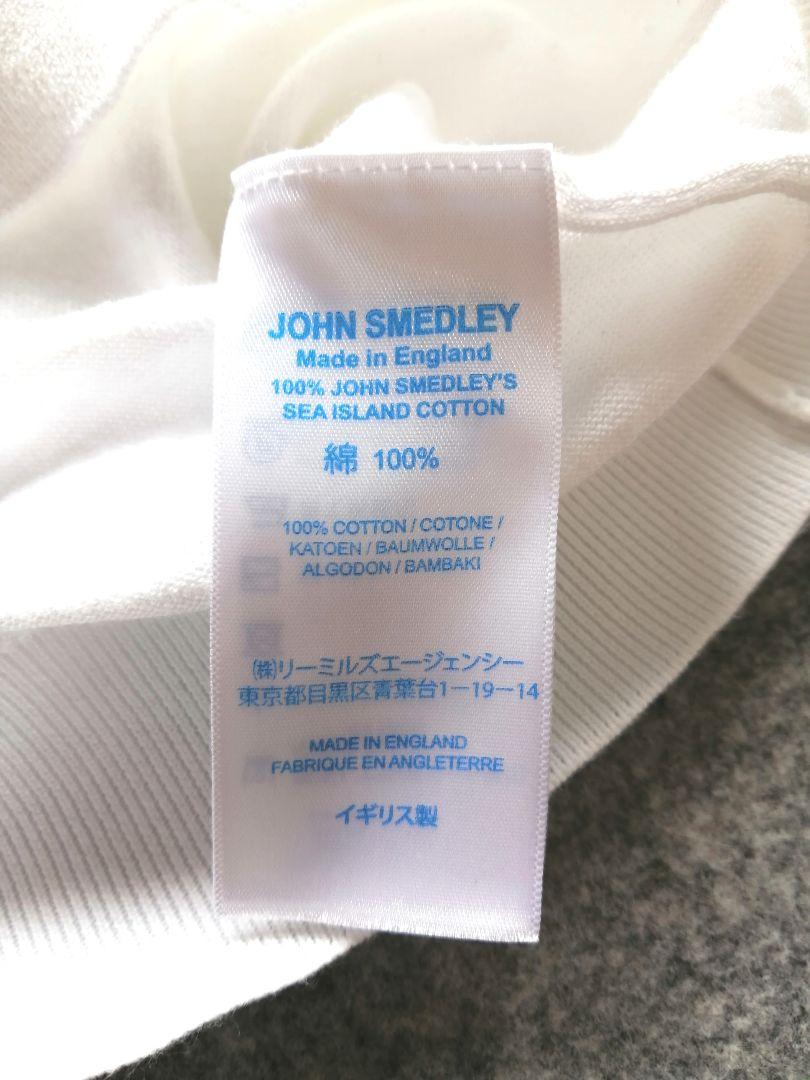 JOHN SMEDLEY
Made in England
100% JOHN SMEDLEY'S
SEA ISLAND COTTON
綿 100%
100% COTTON / COTONE /
KATOEN / BAUMWOLLE /
ALGODON / BAMBAKI
㈱リーミルズエージェンシー
東京都目黒区青葉台1-19-14
MADE IN ENGLAND
FABRIQUE EN ANGLETERRE
イギリス製